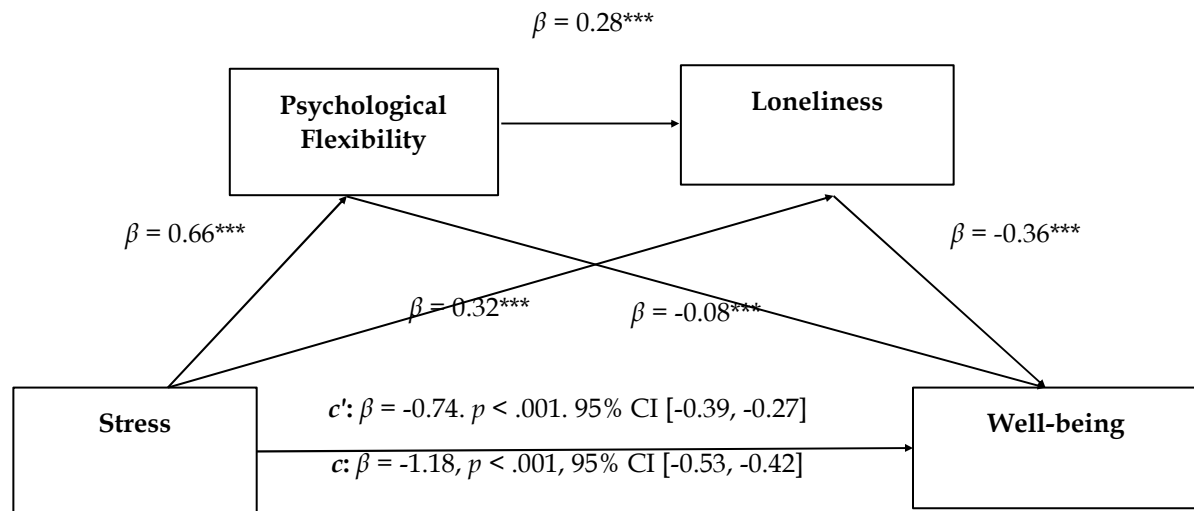 β = 0.28***
Psychological
Flexibility
Loneliness
β = 0.66***
β = -0.36***
β = 0.32***
β = -0.08***
Stress
c': β = -0.74. p < .001. 95% CI [-0.39, -0.27]
c: β = -1.18, p < .001, 95% CI [-0.53, -0.42]
Well-being